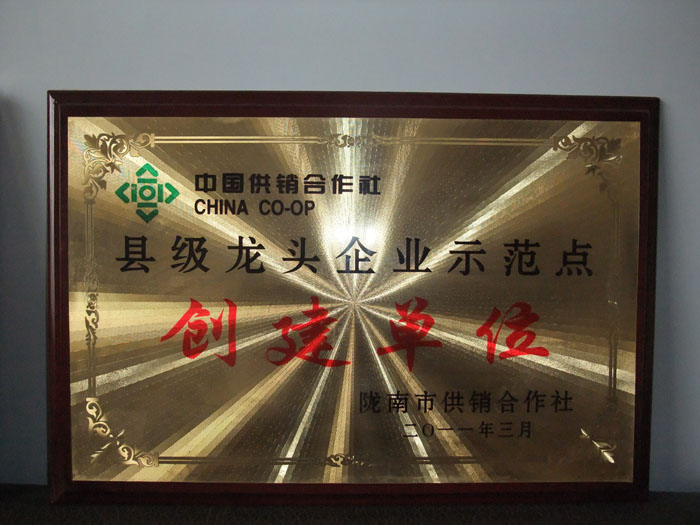 中国供销合作社
CHINA CO-OP
县级龙头企业示范点
创建单位
陇南市供销合作社
二〇一一年三月